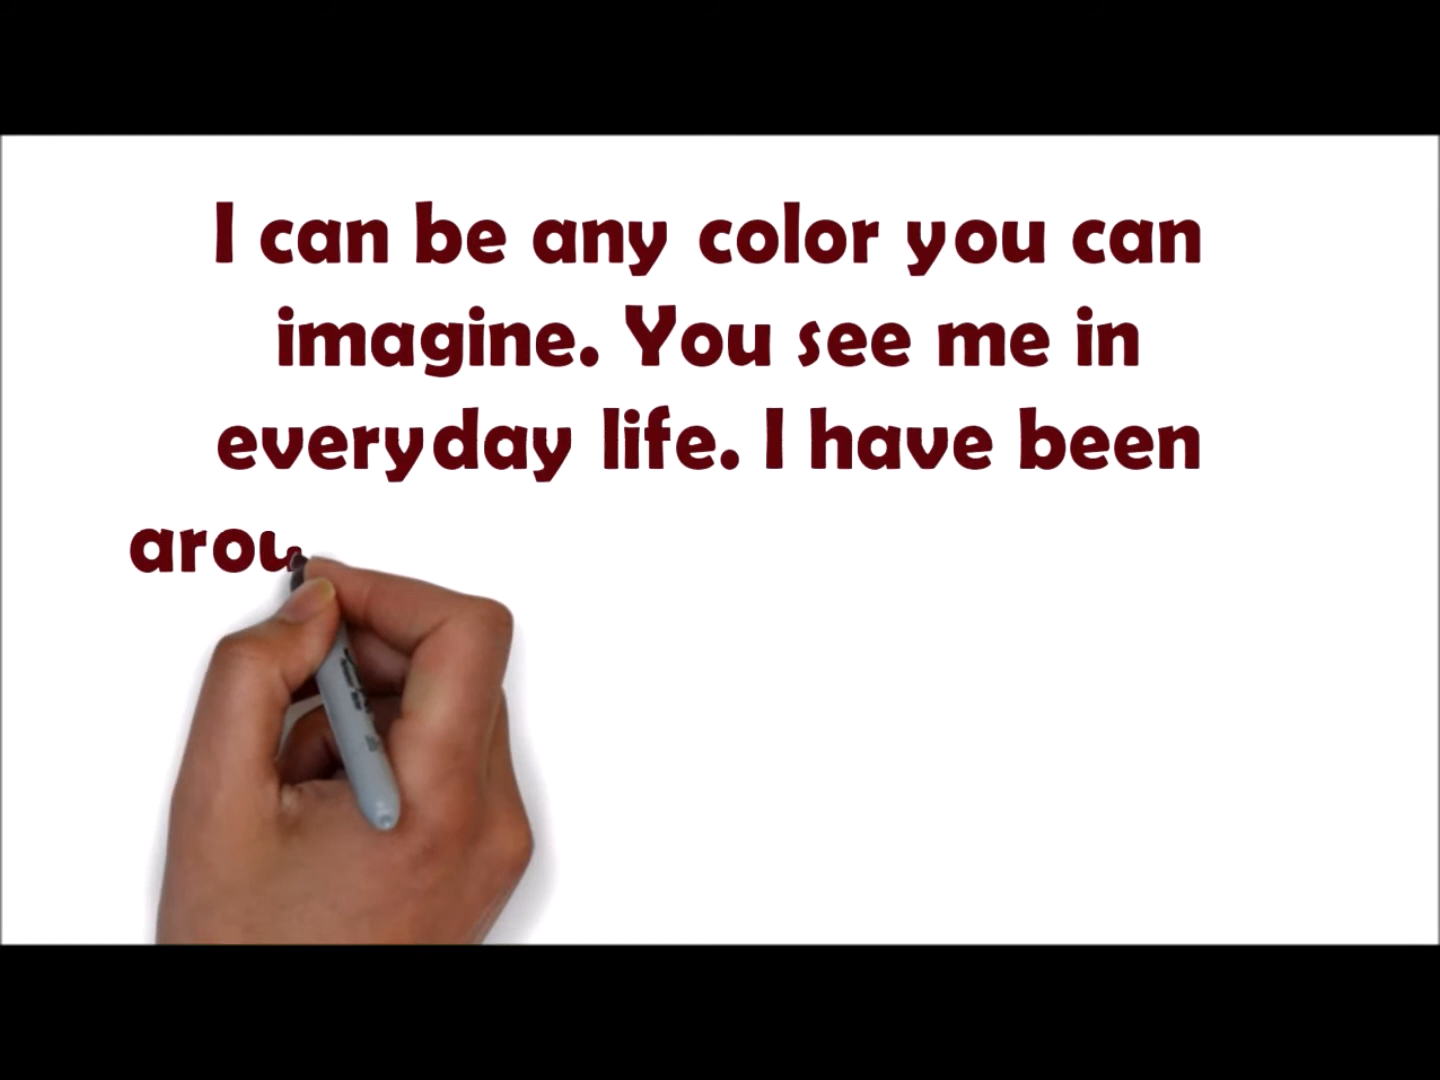 I can be any color you can
imagine. You see me in
everyday life. I have been
arou